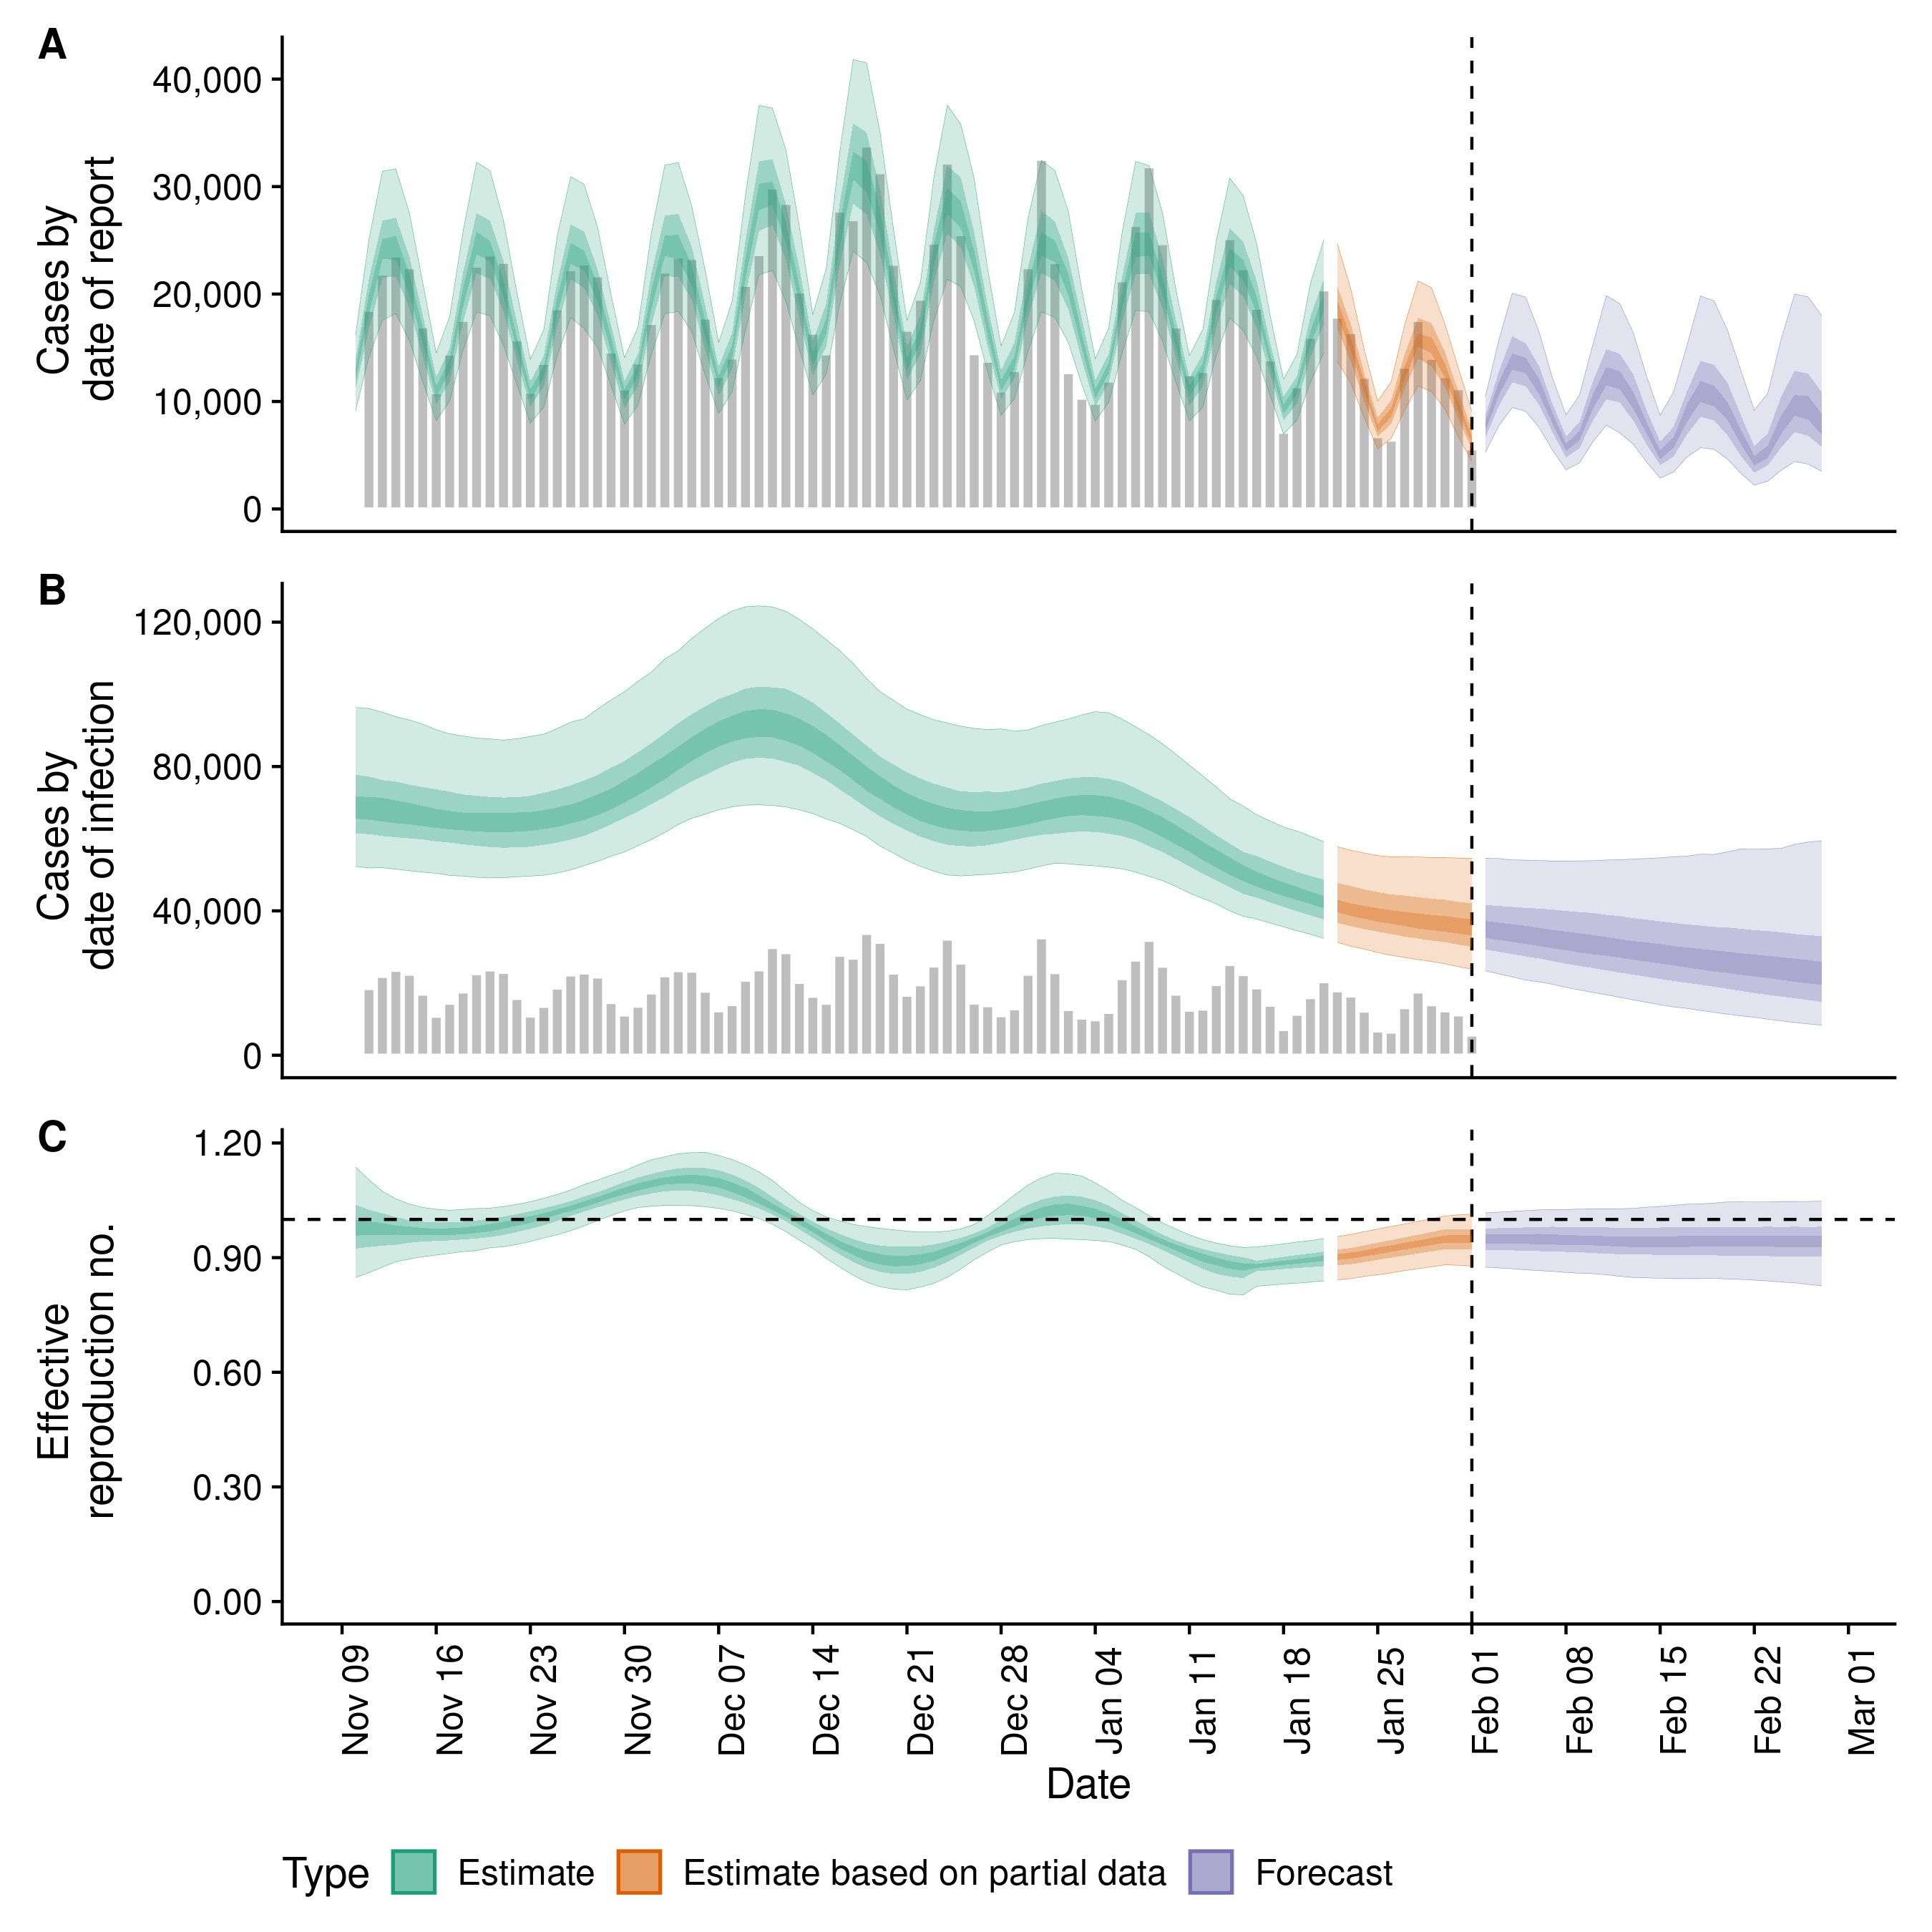 A
Cases by
date of report
40,000
30,000
20,000
10,000
0
B
Cases by
date of infection
120,000
80,000
40,000
0
C
Effective
reproduction no.
1.20
0.90
0.60
0.30
0.00
Nov 09
Nov 16
Nov 23
Nov 30
Dec 07
Dec 14
Dec 21
Dec 28
Jan 04
Jan 11
Jan 18
Jan 25
Feb 01
Feb 08
Feb 15
Feb 22
Mar 01
Date
Type Estimate Estimate based on partial data Forecast